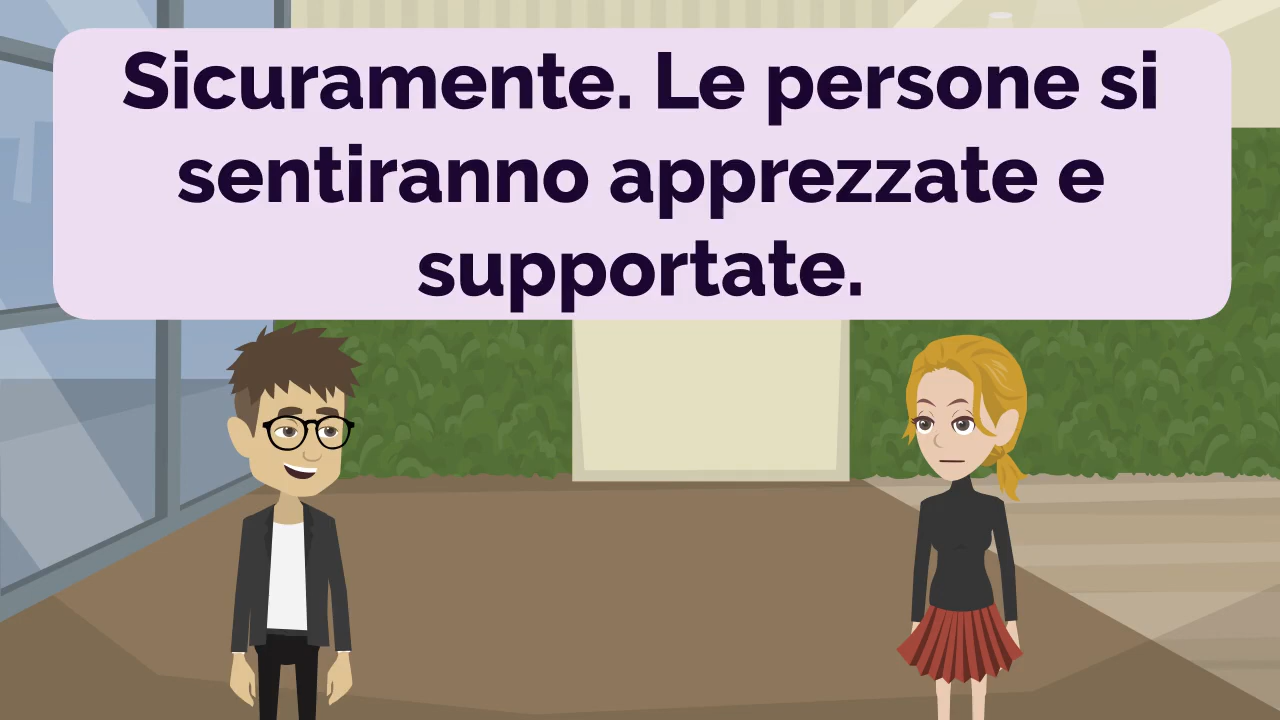 Sicuramente. Le persone si
sentiranno apprezzate e
supportate.